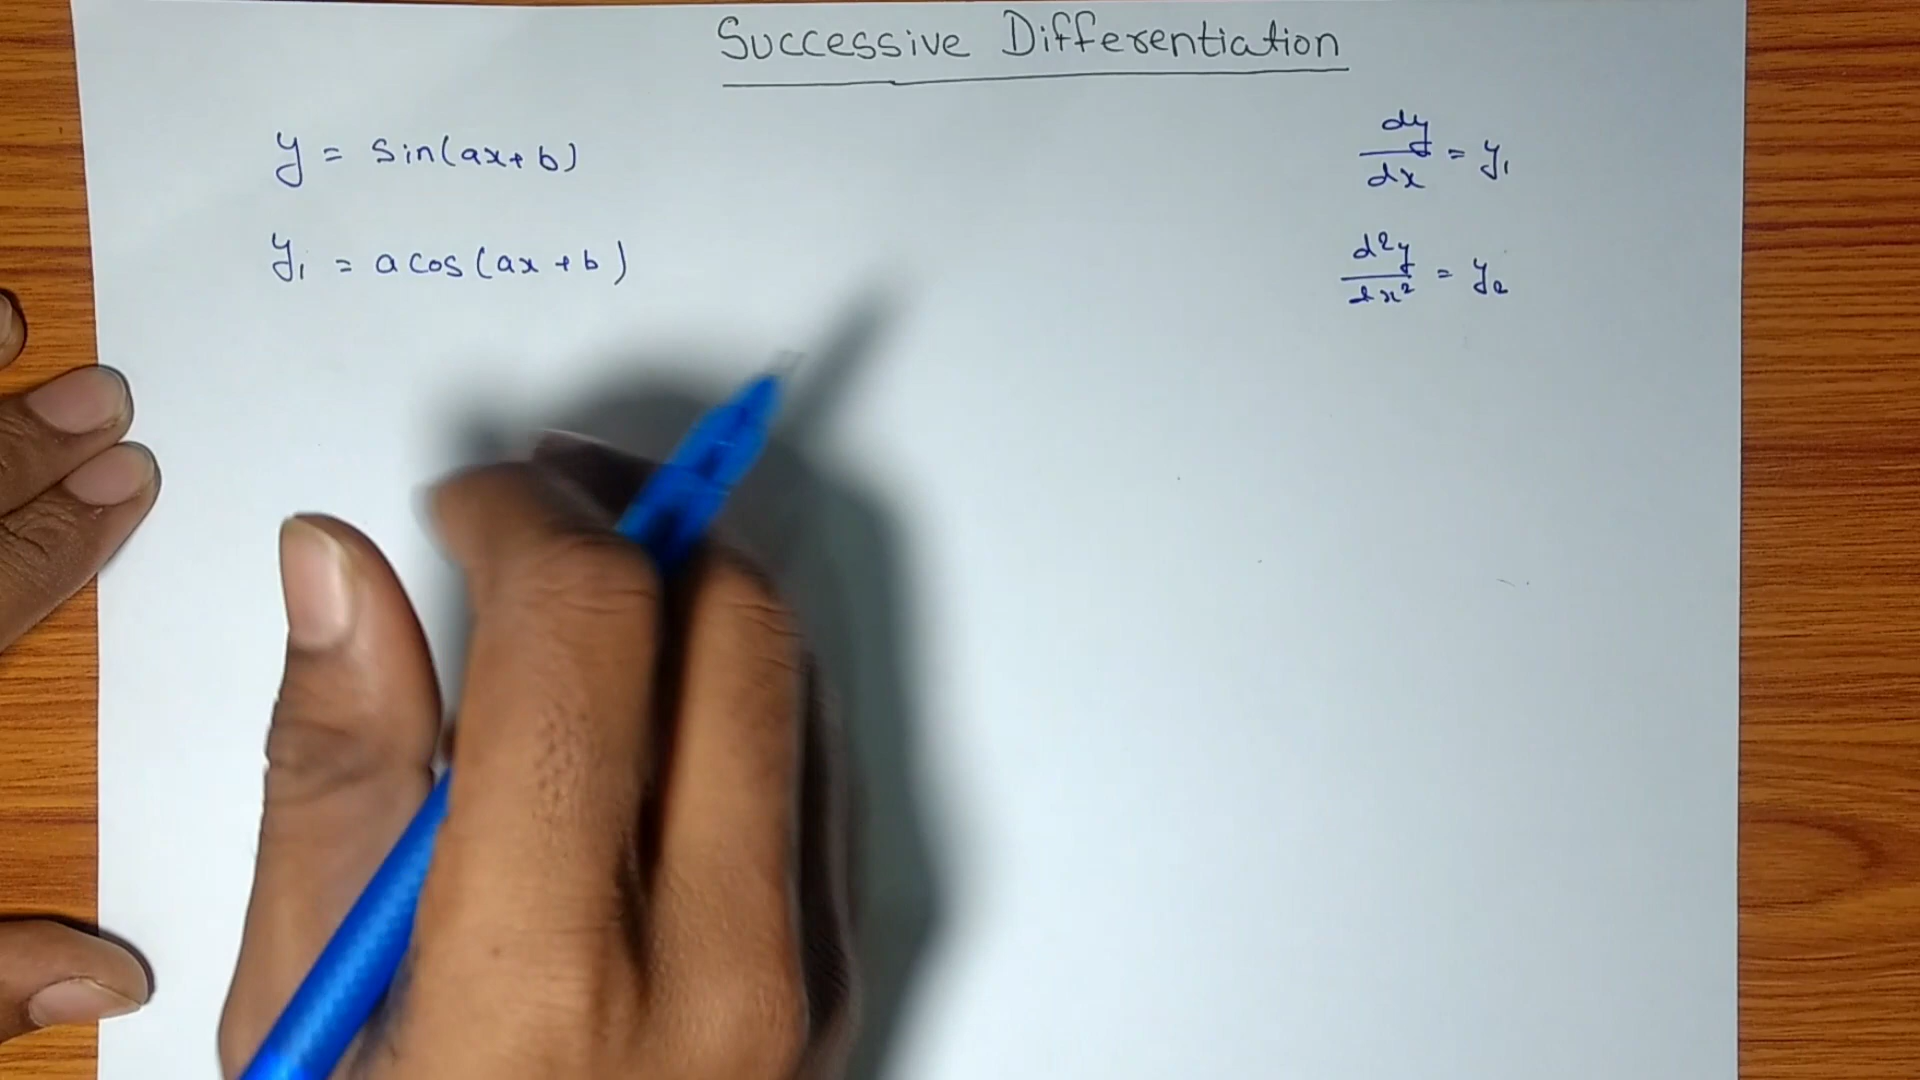 Successive Differentiation
y = sin(ax+b)
y₁ = a cos(ax+b)
dy/dx = y₁
d²y/dx² = y₂